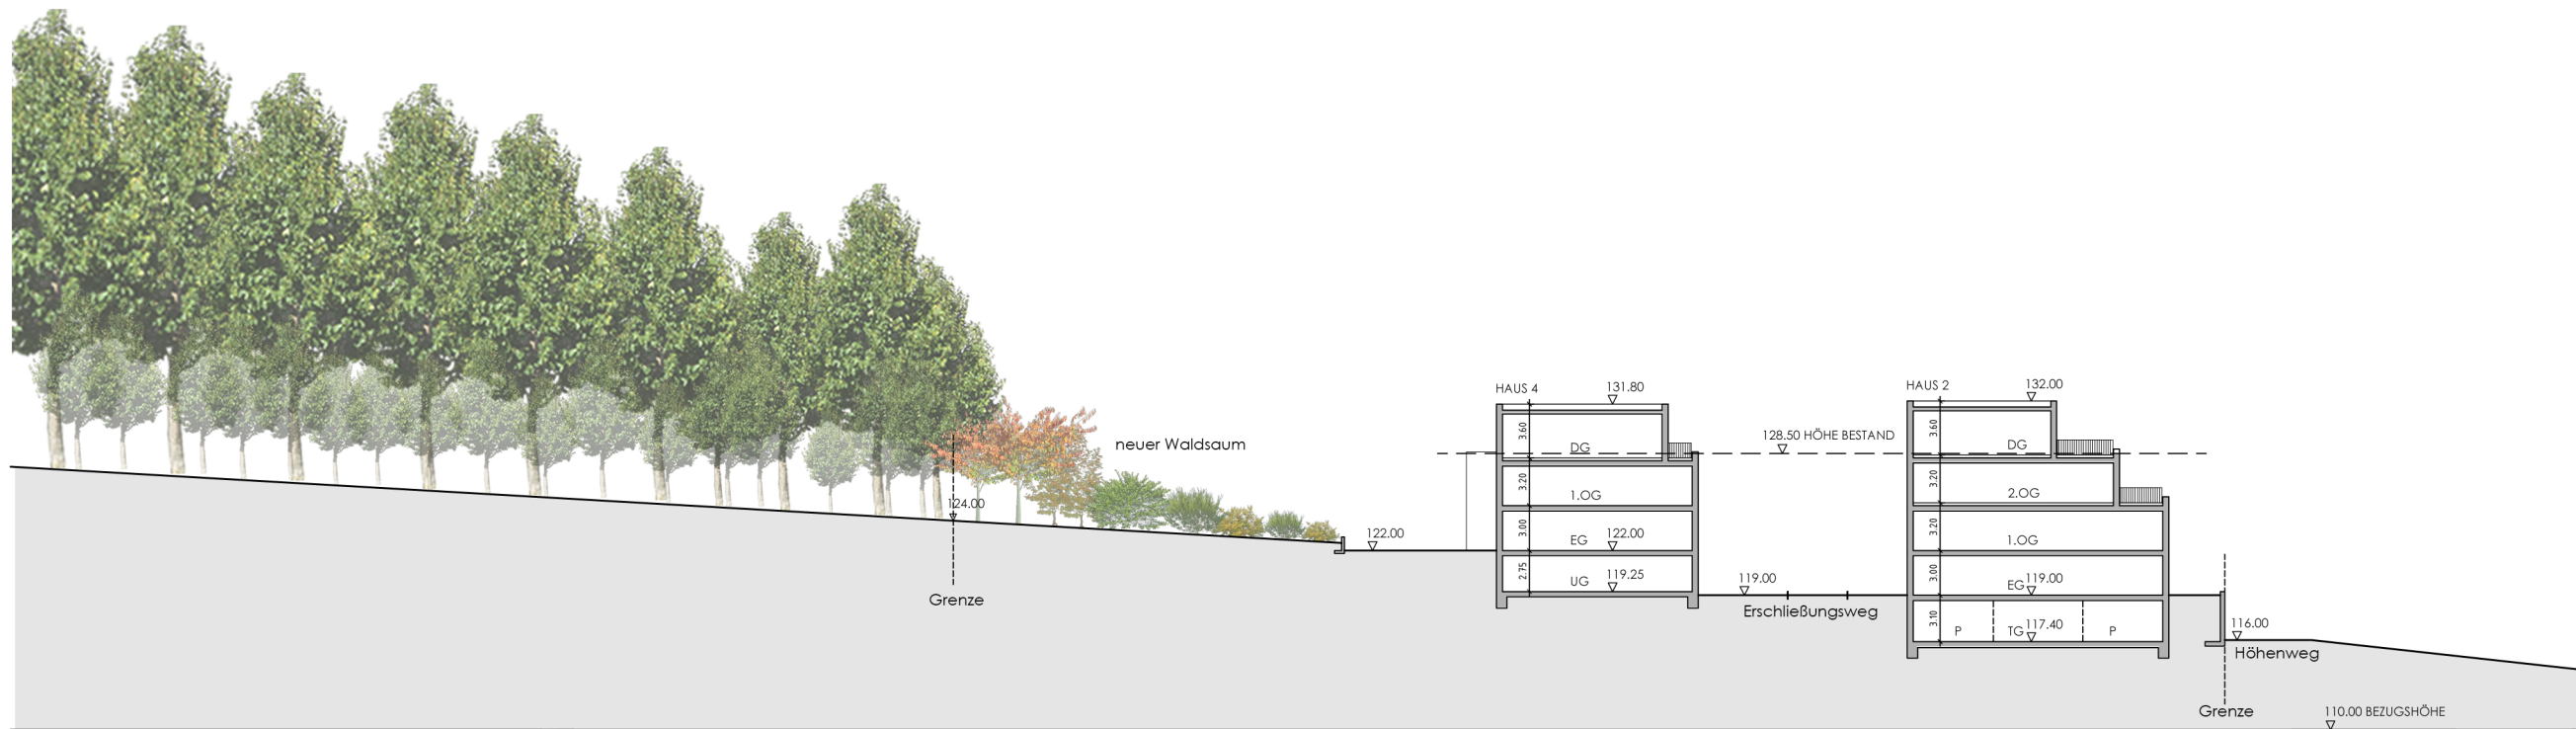 neuer Waldsaum
124.00
Grenze
122.00
HAUS 4
131.80
3.60
DG
3.20
1.OG
3.00
EG
122.00
2.75
UG
119.25
128.50 HÖHE BESTAND
119.00
Erschließungsweg
HAUS 2
132.00
3.60
DG
3.20
2.OG
3.20
1.OG
3.00
EG
119.00
3.10
P
TG
117.40
P
116.00
Höhenweg
Grenze
110.00 BEZUGSHÖHE